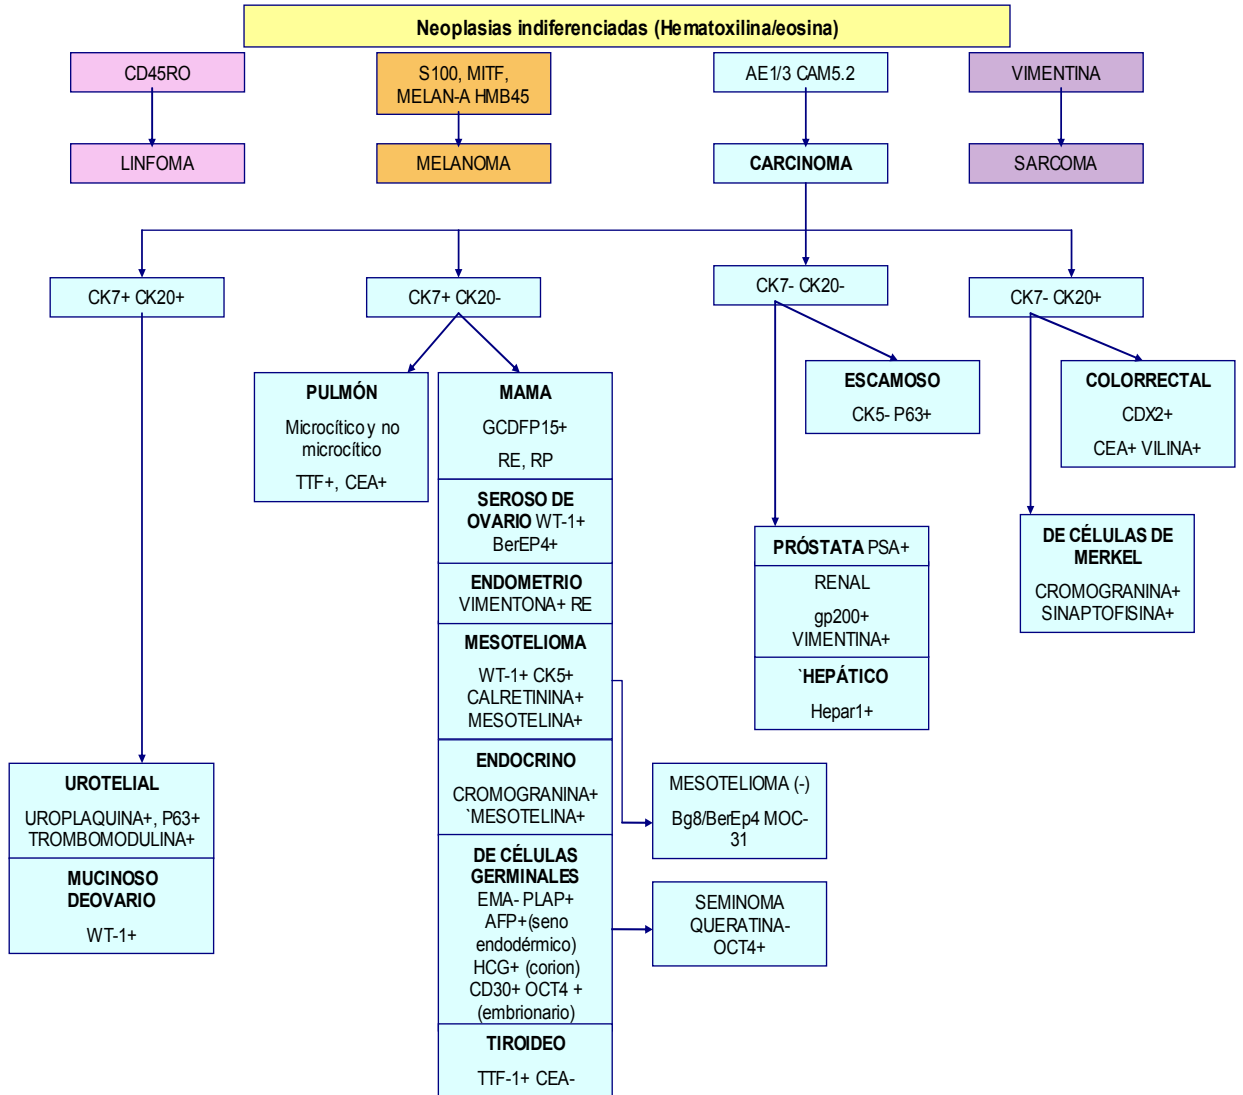 Neoplasias indiferenciadas (Hematoxilina/eosina)
CD45RO
S100, MITF,
MELAN-A HMB45
AE1/3 CAM5.2
VIMENTINA
LINFOMA
MELANOMA
CARCINOMA
SARCOMA
CK7+ CK20+
CK7+ CK20-
CK7- CK20-
CK7- CK20+
PULMÓN
Microcítico y no
microcítico
TTF+, CEA+
MAMA
GCDFP15+
RE, RP
SEROSO DE
OVARIO WT-1+
BerEP4+
ENDOMETRIO
VIMENTONA+ RE
MESOTELIOMA
WT-1+ CK5+
CALRETININA+
MESOTELINA+
ENDOCRINO
CROMOGRANINA+
`MESOTELINA+
DE CÉLULAS
GERMINALES
EMA- PLAP+
AFP+(seno
endodérmico)
HCG+ (corion)
CD30+ OCT4 +
(embrionario)
TIROIDEO
TTF-1+ CEA-
ESCAMOSO
CK5- P63+
COLORRECTAL
CDX2+
CEA+ VILINA+
PRÓSTATA PSA+
RENAL
gp200+
VIMENTINA+
`HEPÁTICO
Hepar1+
DE CÉLULAS DE
MERKEL
CROMOGRANINA+
SINAPTOFISINA+
UROTELIAL
UROPLAQUINA+, P63+
TROMBOMODULINA+
MUCINOSO
DEOVARIO
WT-1+
MESOTELIOMA (-)
Bg8/BerEp4 MOC-
31
SEMINOMA
QUERATINA-
OCT4+